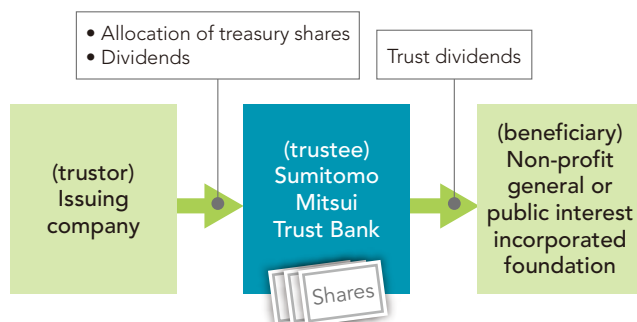 • Allocation of treasury shares
• Dividends
Trust dividends
(trustor)
Issuing
company
(trustee)
Sumitomo
Mitsui
Trust Bank
Shares
(beneficiary)
Non-profit
general or
public interest
incorporated
foundation